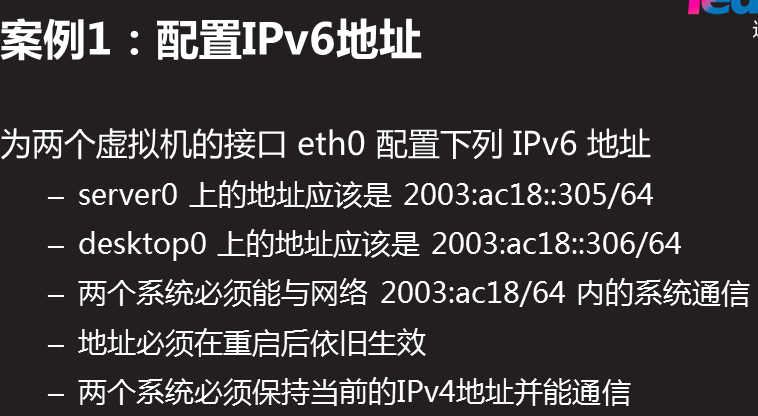 案例1：配置IPv6地址
为两个虚拟机的接口 eth0 配置下列 IPv6 地址
– server0 上的地址应该是 2003:ac18::305/64
– desktop0 上的地址应该是 2003:ac18::306/64
– 两个系统必须能与网络 2003:ac18/64 内的系统通信
– 地址必须在重启后依旧生效
– 两个系统必须保持当前的IPv4地址并能通信